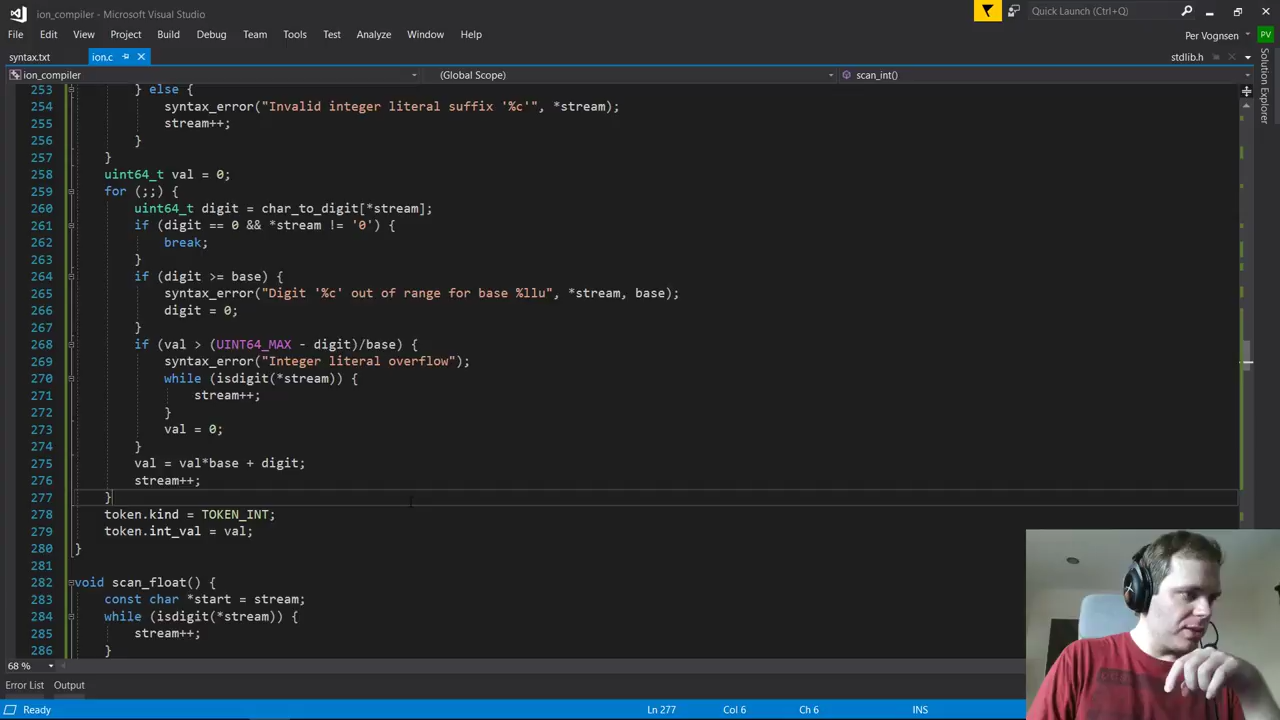 ion_compiler - Microsoft Visual Studio
Quick Launch (Ctrl+Q)
File Edit View Project Build Debug Team Tools Test Analyze Window Help
Per Vognsen PV
syntax.txt ion.c stdlib.h
ion_compiler (Global Scope) scan_int()
Solution Explorer
253 } else {
254 syntax_error("Invalid integer literal suffix '%c'", *stream);
255 stream++;
256 }
257 }
258 uint64_t val = 0;
259 for (;;) {
260 uint64_t digit = char_to_digit[*stream];
261 if (digit == 0 && *stream != '0') {
262 break;
263 }
264 if (digit >= base) {
265 syntax_error("Digit '%c' out of range for base %llu", *stream, base);
266 digit = 0;
267 }
268 if (val > (UINT64_MAX - digit)/base) {
269 syntax_error("Integer literal overflow");
270 while (isdigit(*stream)) {
271 stream++;
272 }
273 val = 0;
274 }
275 val = val*base + digit;
276 stream++;
277 }
278 token.kind = TOKEN_INT;
279 token.int_val = val;
280 }
281
282 void scan_float() {
283 const char *start = stream;
284 while (isdigit(*stream)) {
285 stream++;
286 }
68 %
Error List Output
Ready Ln 277 Col 6 Ch 6 INS